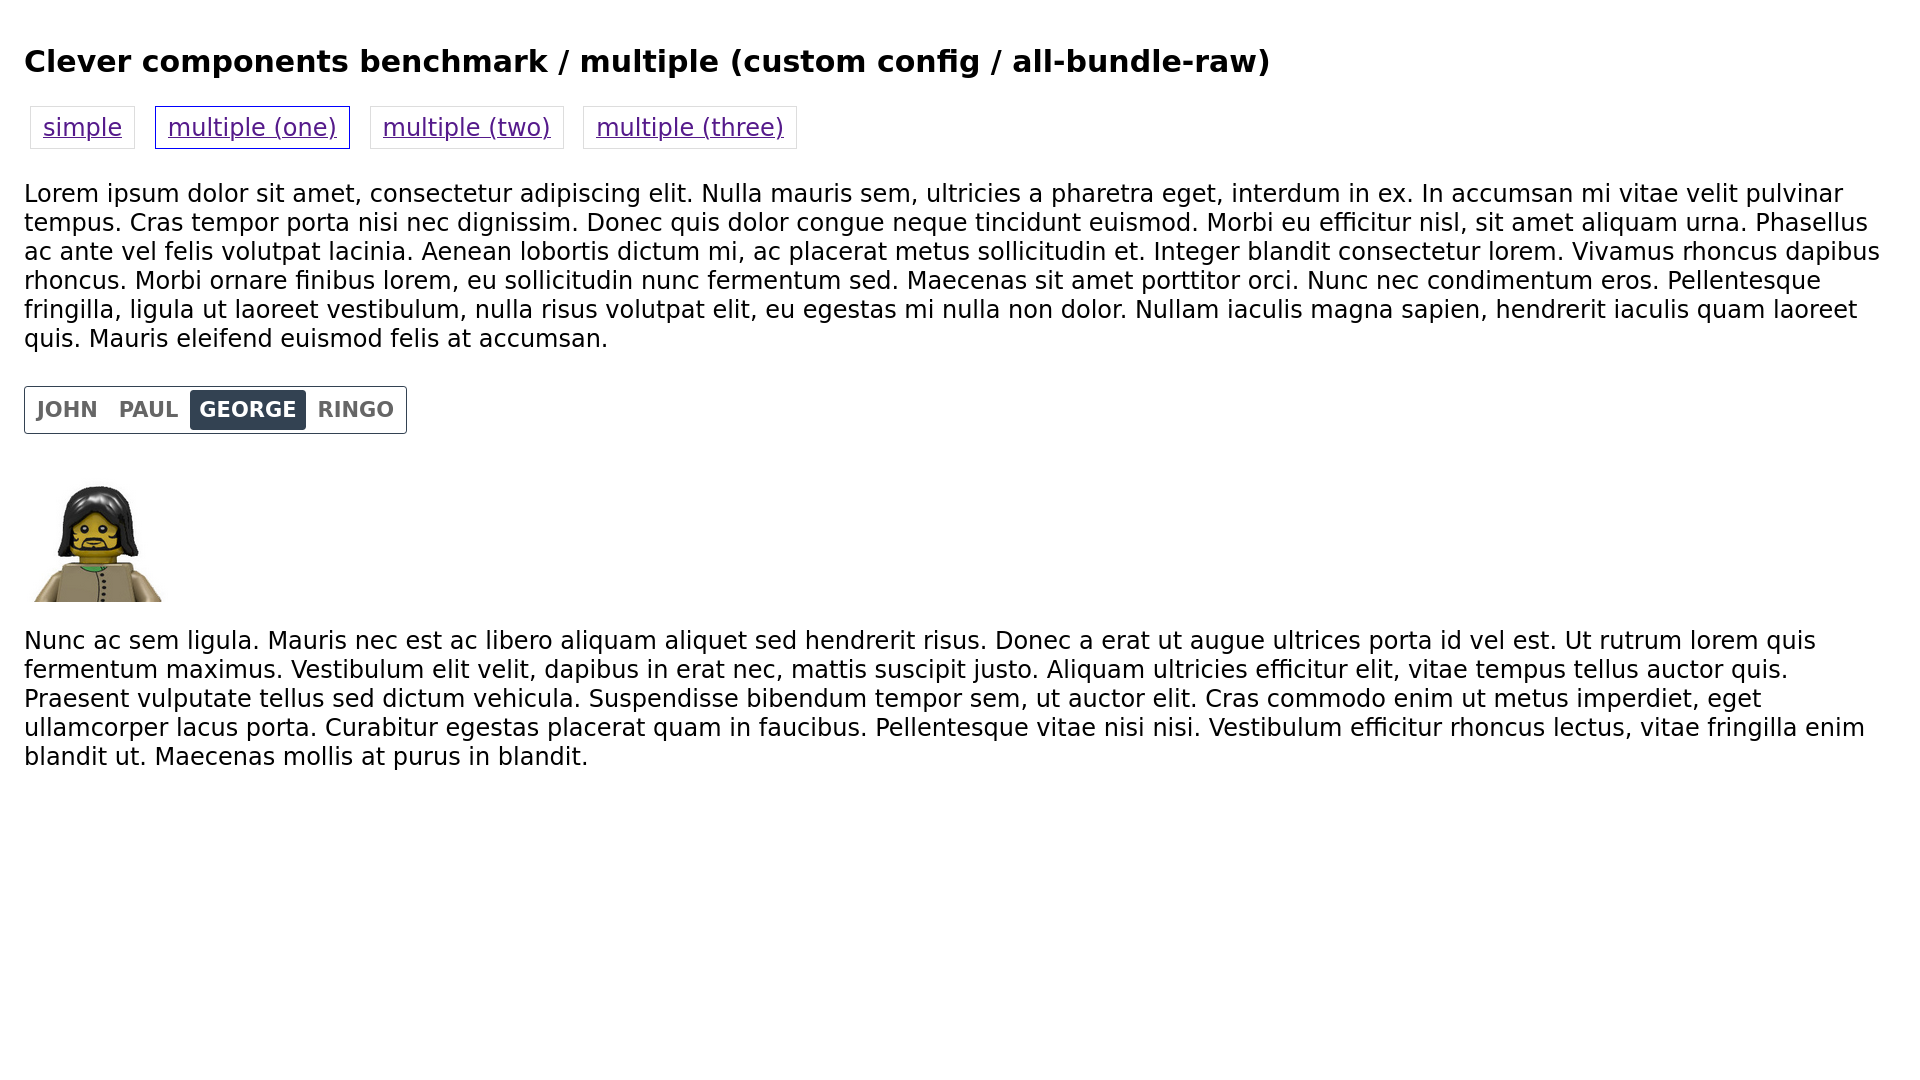 Clever components benchmark / multiple (custom config / all-bundle-raw)
simple multiple (one) multiple (two) multiple (three)
Lorem ipsum dolor sit amet, consectetur adipiscing elit. Nulla mauris sem, ultricies a pharetra eget, interdum in ex. In accumsan mi vitae velit pulvinar
tempus. Cras tempor porta nisi nec dignissim. Donec quis dolor congue neque tincidunt euismod. Morbi eu efficitur nisl, sit amet aliquam urna. Phasellus
ac ante vel felis volutpat lacinia. Aenean lobortis dictum mi, ac placerat metus sollicitudin et. Integer blandit consectetur lorem. Vivamus rhoncus dapibus
rhoncus. Morbi ornare finibus lorem, eu sollicitudin nunc fermentum sed. Maecenas sit amet porttitor orci. Nunc nec condimentum eros. Pellentesque
fringilla, ligula ut laoreet vestibulum, nulla risus volutpat elit, eu egestas mi nulla non dolor. Nullam iaculis magna sapien, hendrerit iaculis quam laoreet
quis. Mauris eleifend euismod felis at accumsan.
JOHN PAUL GEORGE RINGO
Nunc ac sem ligula. Mauris nec est ac libero aliquam aliquet sed hendrerit risus. Donec a erat ut augue ultrices porta id vel est. Ut rutrum lorem quis
fermentum maximus. Vestibulum elit velit, dapibus in erat nec, mattis suscipit justo. Aliquam ultricies efficitur elit, vitae tempus tellus auctor quis.
Praesent vulputate tellus sed dictum vehicula. Suspendisse bibendum tempor sem, ut auctor elit. Cras commodo enim ut metus imperdiet, eget
ullamcorper lacus porta. Curabitur egestas placerat quam in faucibus. Pellentesque vitae nisi nisi. Vestibulum efficitur rhoncus lectus, vitae fringilla enim
blandit ut. Maecenas mollis at purus in blandit.